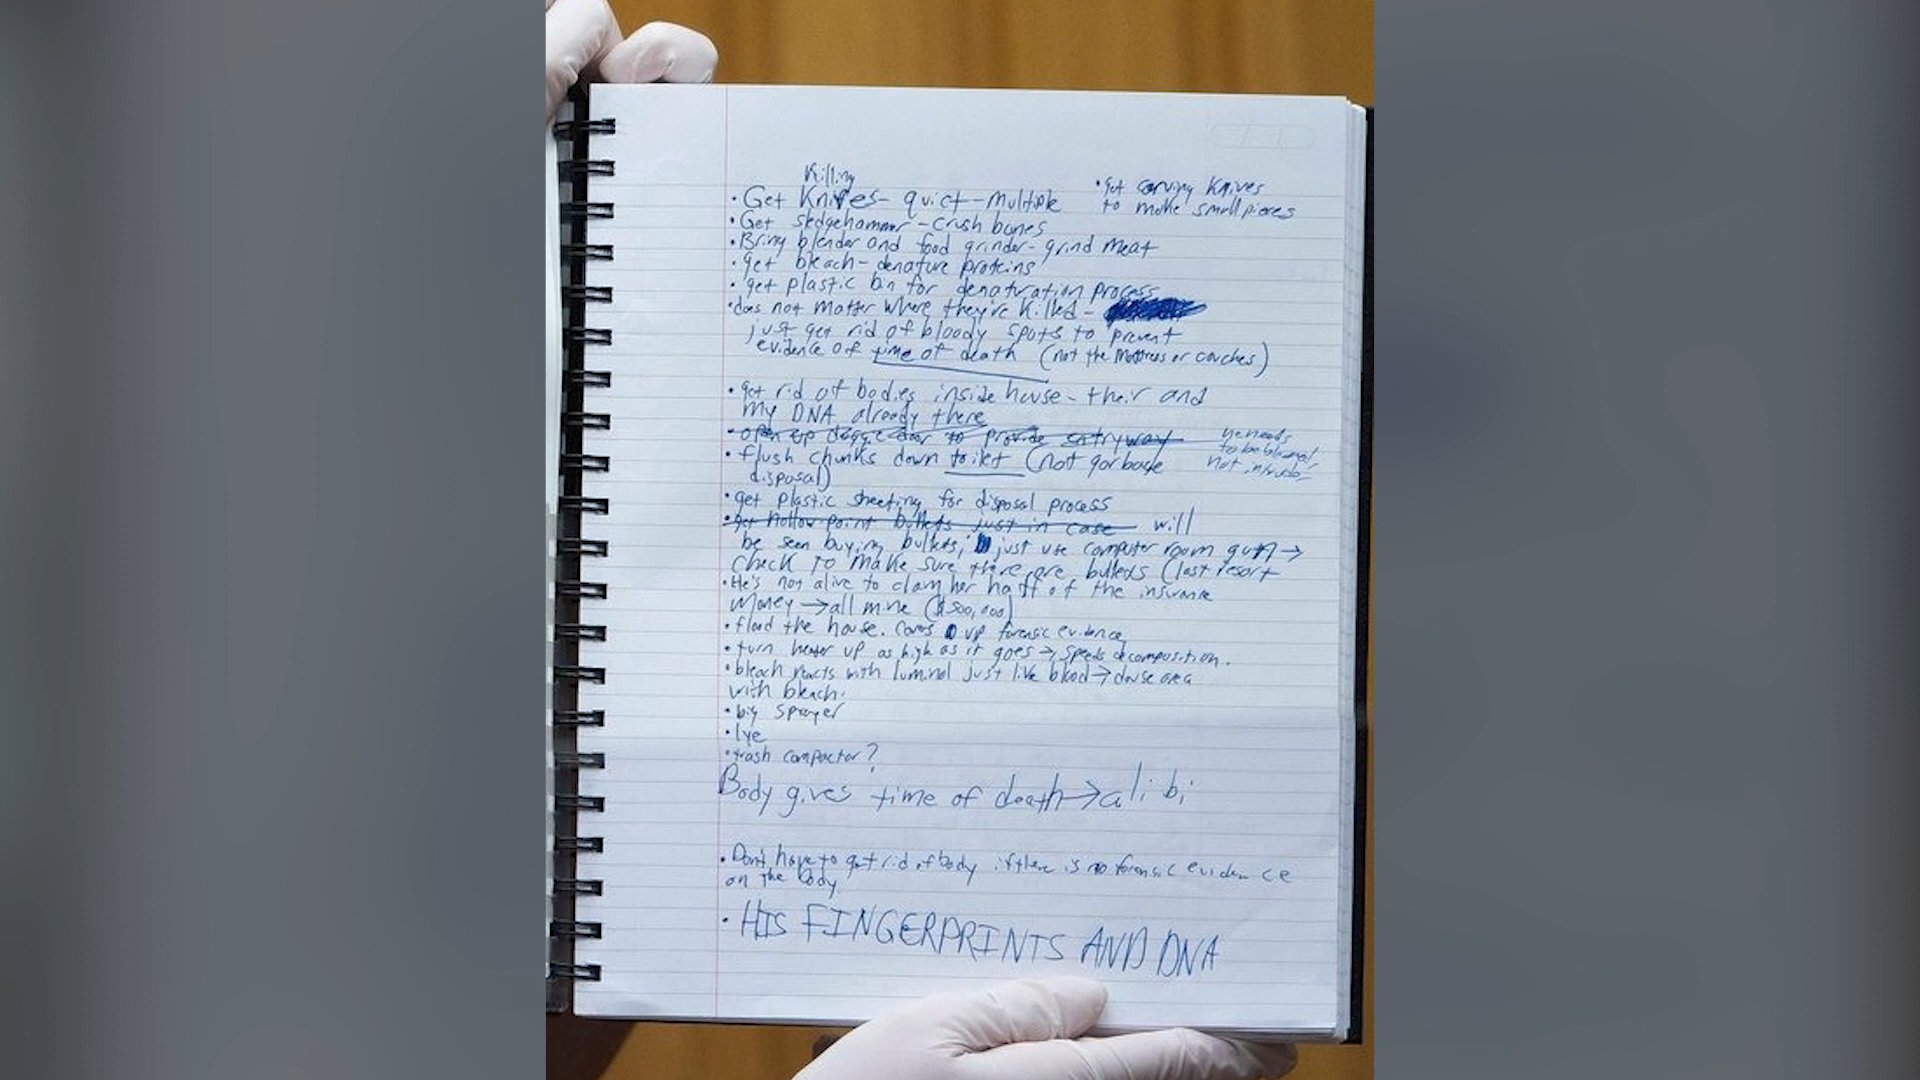 Killing
• Get Knives - quiet - multiple
• get carving Knives
to make small pieces
• Get sledgehammer - crush bones
• Bring blender and food grinder - grind meat
• get bleach - denature proteins
• get plastic bin for denaturation process
• does not matter where they're killed -
just get rid of bloody spots to prevent
evidence of time of death (not the mattress or couches)
• get rid of bodies inside house - their and
my DNA already there
• open up doggie door to provide entryway
he needs
to be blamed
not intruder
• flush chunks down toilet (not garbage
disposal)
• get plastic sheeting for disposal process
• get hollow point bullets just in case will
be seen buying bullets, just use computer room gun →
check to make sure there are bullets (last resort
• He's not alive to claim her half of the insurance
money → all mine ($500,000)
• flood the house. covers up forensic evidence
• turn heater up as high as it goes → speeds decomposition.
• bleach reacts with luminol just like blood → douse area
with bleach.
• big sprayer
• lye
• trash compactor?
Body gives time of death → alibi
• Don't have to get rid of body if there is no forensic evidence
on the body
• HIS FINGERPRINTS AND DNA